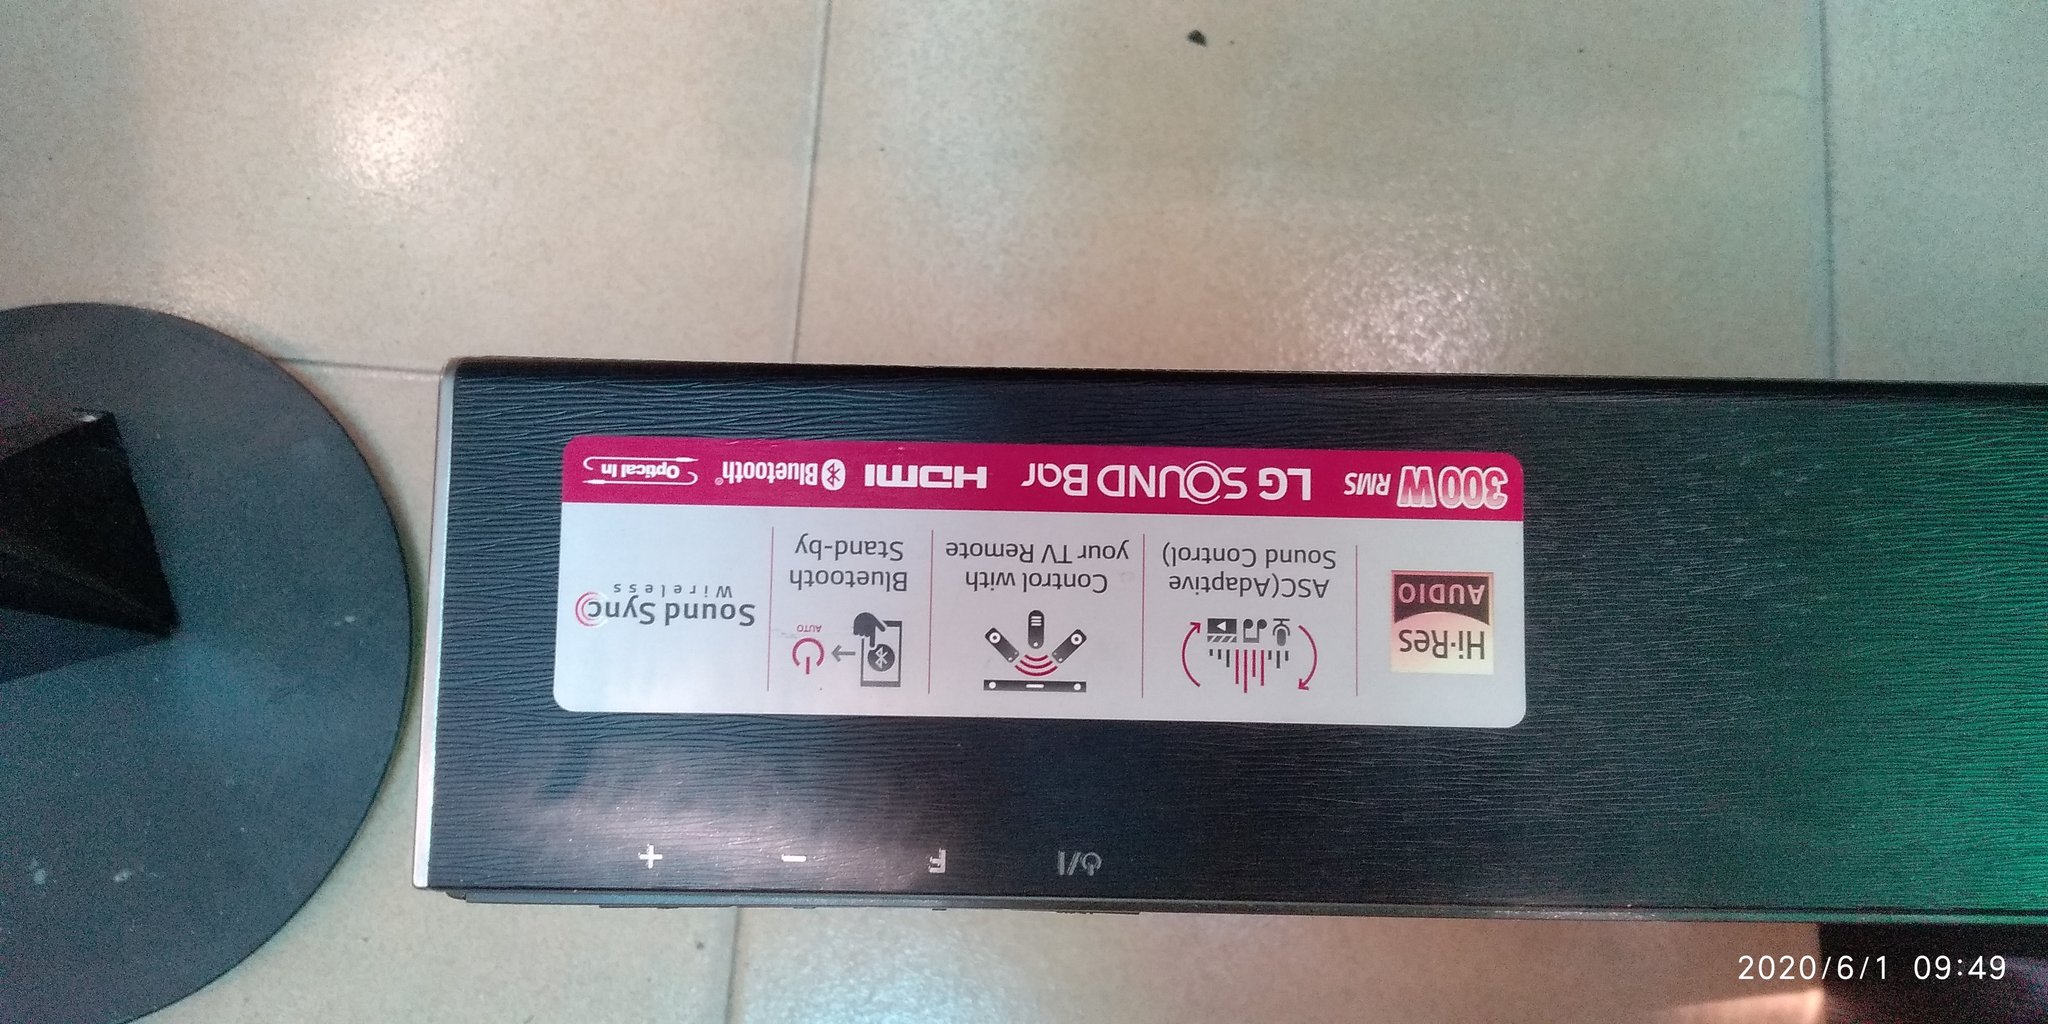 300W RMS LG SOUND Bar HDMI Bluetooth® Optical In
Hi-Res
AUDIO
ASC(Adaptive
Sound Control)
Control with
your TV Remote
AUTO
Bluetooth
Stand-by
Sound Sync
Wireless
⏻/I F - +
2020/6/1 09:49